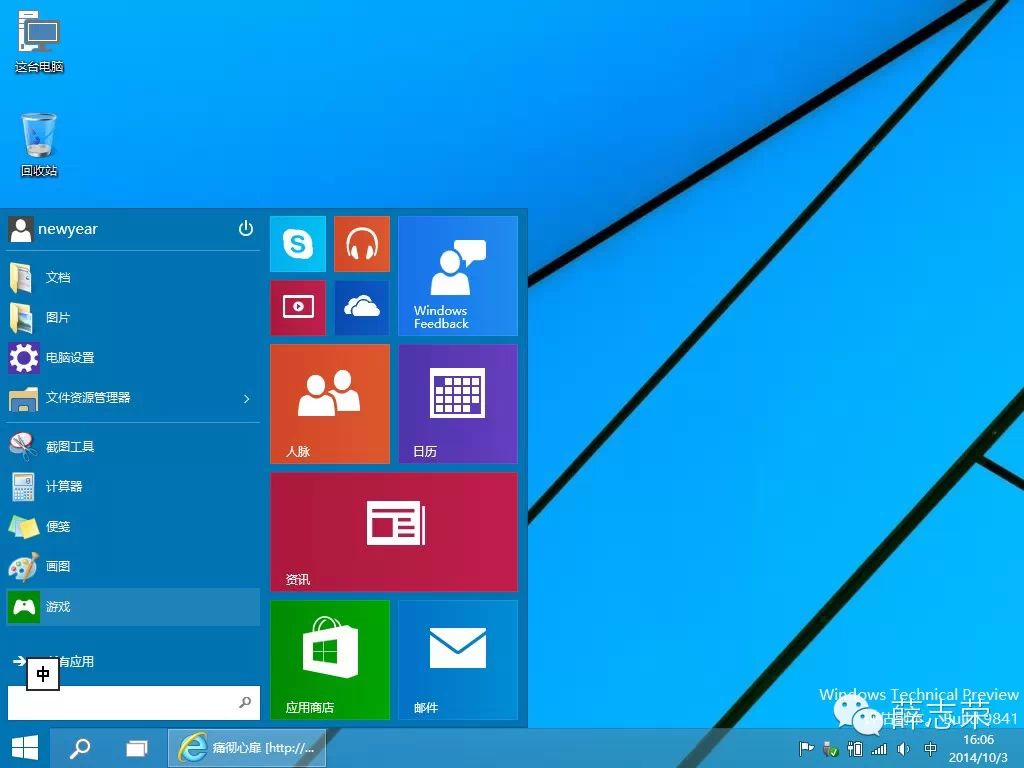 这台电脑
回收站
newyear
文档
图片
电脑设置
文件资源管理器
截图工具
计算器
便笺
画图
游戏
有应用
中
Windows
Feedback
人脉
日历
资讯
应用商店
邮件
痛彻心扉 [http://...
Windows Technical Preview
9841
薛志荣
中
16:06
2014/10/3